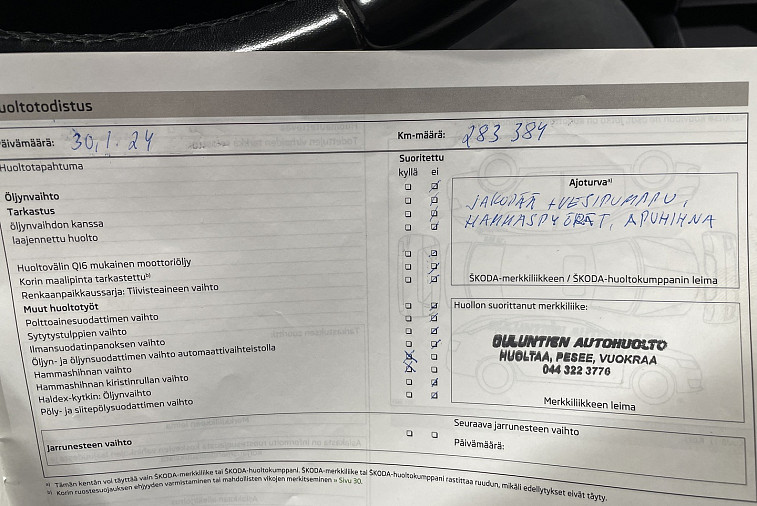 uoltotodistus
äivämäärä: 30.1.24
Km-määrä: 283 384
Huoltotapahtuma
Suoritettu
kyllä ei
Öljynvaihto
Tarkastus
öljynvaihdon kanssa
laajennettu huolto
Huoltovälin QI6 mukainen moottoriöljy
Korin maalipinta tarkastettu b)
Renkaanpaikkaussarja: Tiivisteaineen vaihto
Muut huoltotyöt
Polttoainesuodattimen vaihto
Sytytystulppien vaihto
Ilmansuodatinpanoksen vaihto
Öljyn- ja öljynsuodattimen vaihto automaattivaihteistolla
Hammashihnan vaihto
Hammashihnan kiristinrullan vaihto
Haldex-kytkin: Öljynvaihto
Pöly- ja siitepölysuodattimen vaihto
Jarrunesteen vaihto
Ajoturva a)
JAKOPÄÄ + VESIPUMPPU,
HAMMASPYÖRÄT, APUHIHNA
ŠKODA-merkkiliikkeen / ŠKODA-huoltokumppanin leima
Huollon suorittanut merkkiliike:
OULUNTIEN AUTOHUOLTO
HUOLTAA, PESEE, VUOKRAA
044 322 3776
Merkkiliikkeen leima
Seuraava jarrunesteen vaihto
Päivämäärä:
a) Tämän kentän voi täyttää vain ŠKODA-merkkiliike tai ŠKODA-huoltokumppani. ŠKODA-merkkiliike tai ŠKODA-huoltokumppani rastittaa ruudun, mikäli edellytykset eivät täyty.
b) Korin ruostesuojauksen ehjyyden varmistaminen tai mahdollisten vikojen merkitseminen » Sivu 30.